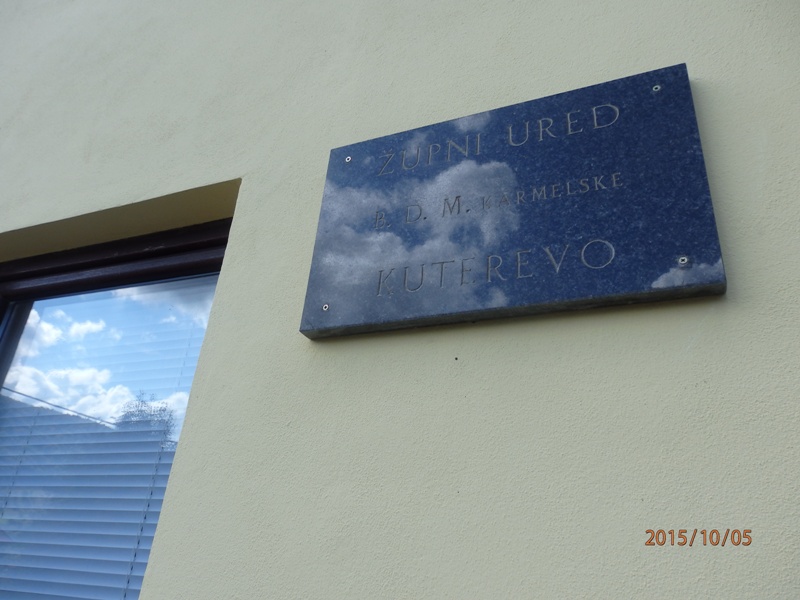 ŽUPNI URED
B. D. M. KARMELSKE
KUTEREVO
2015/10/05